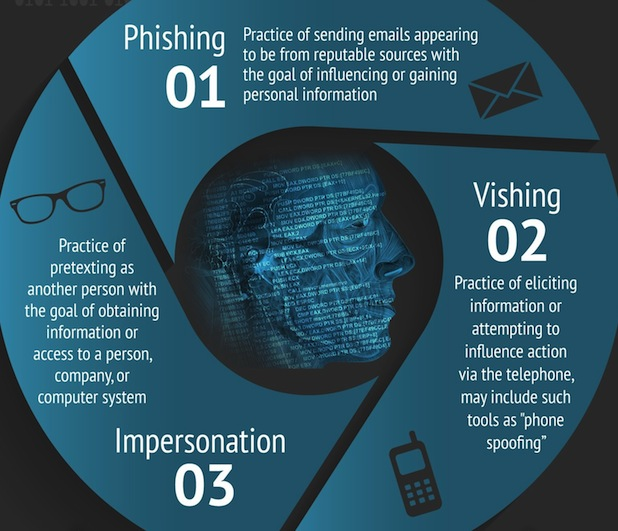 Phishing
01
Practice of sending emails appearing
to be from reputable sources with
the goal of influencing or gaining
personal information
Vishing
02
Practice of eliciting
information or
attempting to
influence action
via the telephone,
may include such
tools as "phone
spoofing”
Practice of
pretexting as
another person with
the goal of obtaining
information or
access to a person,
company, or
computer system
Impersonation
03